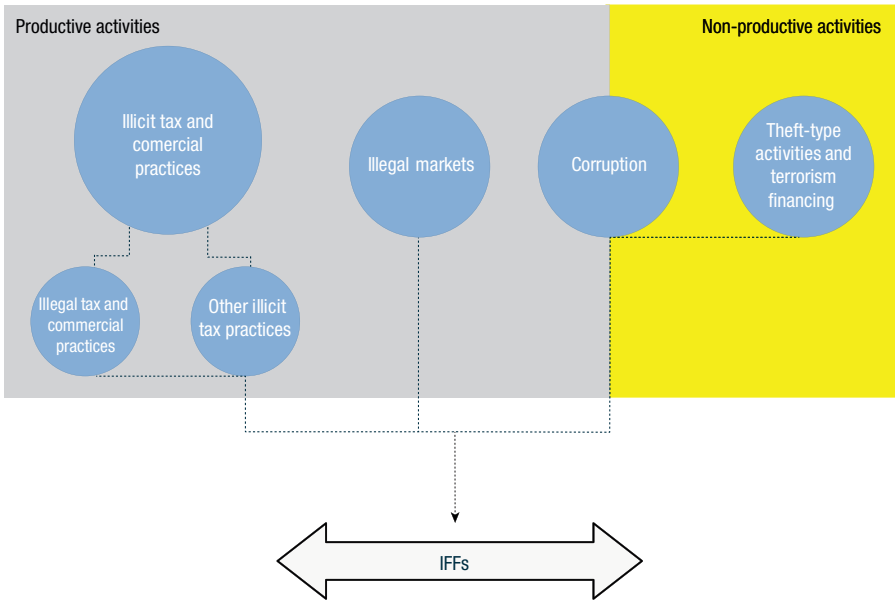 Productive activities
Non-productive activities
Illicit tax and
comercial
practices
Illegal markets
Corruption
Theft-type
activities and
terrorism
financing
Illegal tax and
commercial
practices
Other illicit
tax practices
IFFs